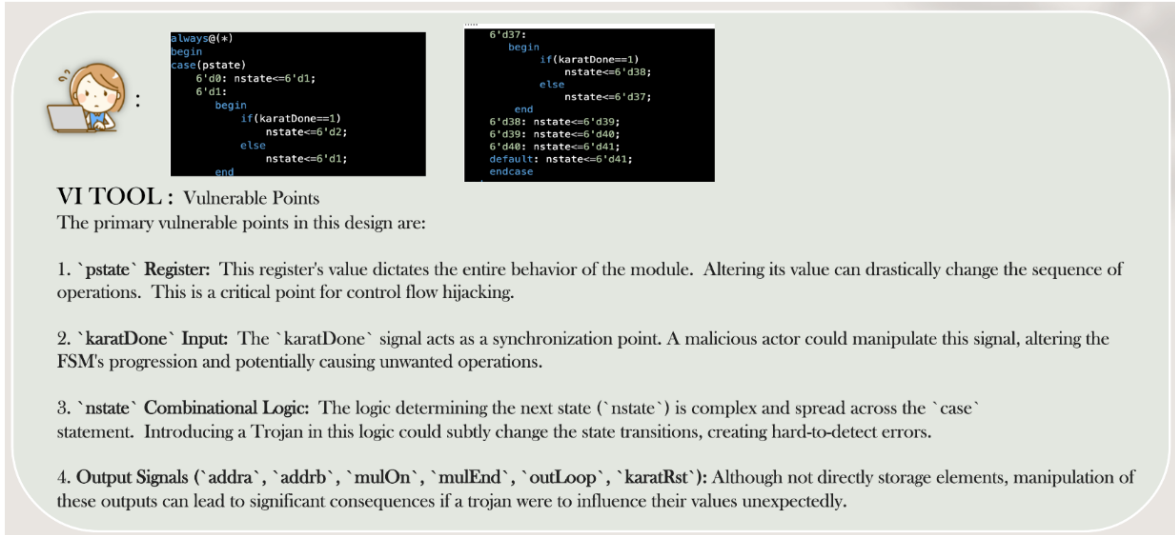 always@(*)
begin
case(pstate)
6'd0: nstate<=6'd1;
6'd1:
begin
if(karatDone==1)
nstate<=6'd2;
else
nstate<=6'd1;
end
.....
6'd37:
begin
if(karatDone==1)
nstate<=6'd38;
else
nstate<=6'd37;
end
6'd38: nstate<=6'd39;
6'd39: nstate<=6'd40;
6'd40: nstate<=6'd41;
default: nstate<=6'd41;
endcase
:
VI TOOL : Vulnerable Points
The primary vulnerable points in this design are:
1. `pstate` Register: This register's value dictates the entire behavior of the module. Altering its value can drastically change the sequence of
operations. This is a critical point for control flow hijacking.
2. `karatDone` Input: The `karatDone` signal acts as a synchronization point. A malicious actor could manipulate this signal, altering the
FSM's progression and potentially causing unwanted operations.
3. `nstate` Combinational Logic: The logic determining the next state (`nstate`) is complex and spread across the `case`
statement. Introducing a Trojan in this logic could subtly change the state transitions, creating hard-to-detect errors.
4. Output Signals (`addra`, `addrb`, `mulOn`, `mulEnd`, `outLoop`, `karatRst`): Although not directly storage elements, manipulation of
these outputs can lead to significant consequences if a trojan were to influence their values unexpectedly.